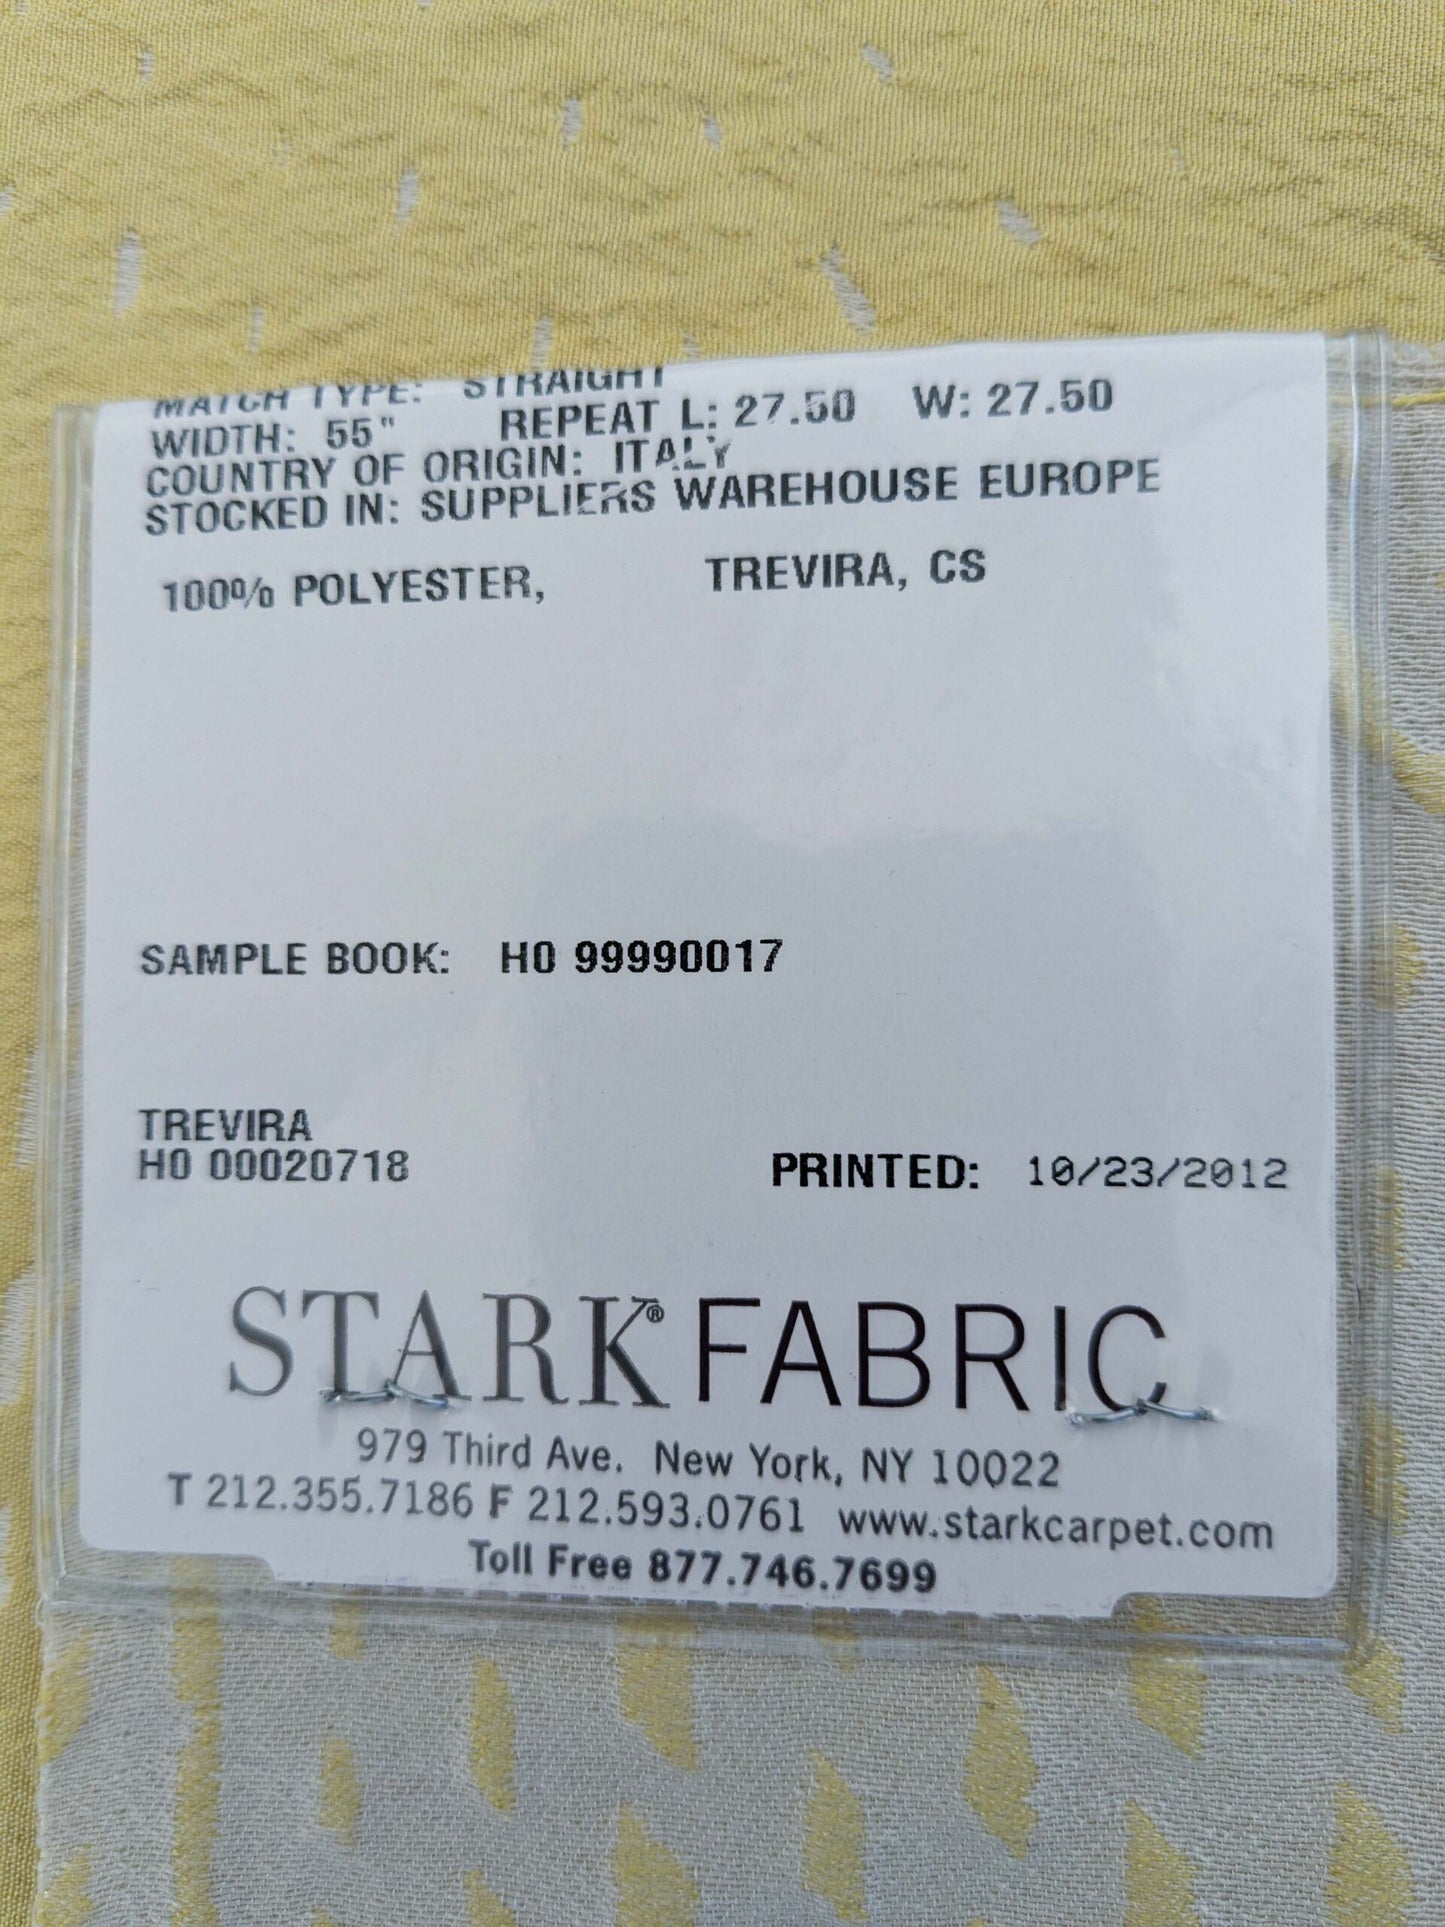 MATCH TYPE: STRAIGHT
WIDTH: 55" REPEAT L: 27.50 W: 27.50
COUNTRY OF ORIGIN: ITALY
STOCKED IN: SUPPLIERS WAREHOUSE EUROPE
100% POLYESTER, TREVIRA, CS
SAMPLE BOOK: H0 99990017
TREVIRA
H0 00020718 PRINTED: 10/23/2012
STARK® FABRIC
979 Third Ave. New York, NY 10022
T 212.355.7186 F 212.593.0761 www.starkcarpet.com
Toll Free 877.746.7699